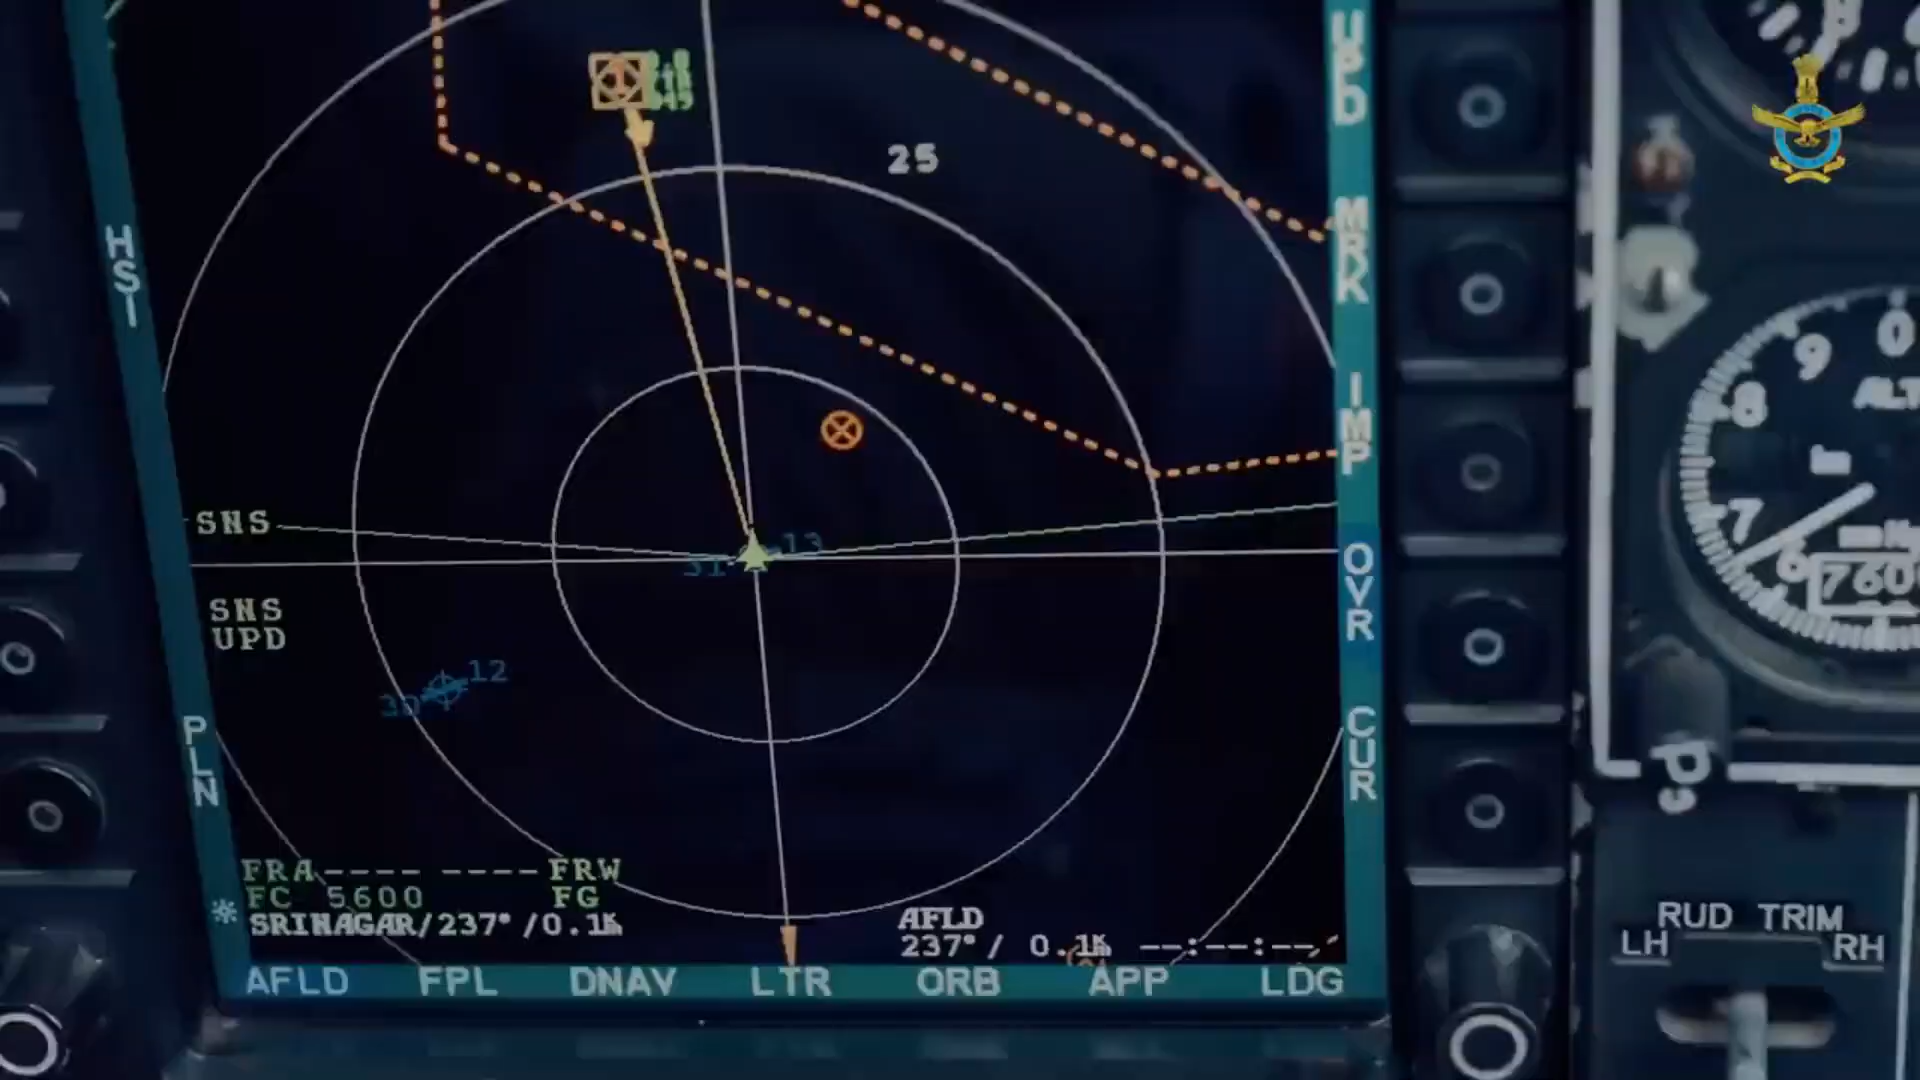 UPD
25
MRK
HSI
IMP
SNS
13
31
OVR
SNS
UPD
12
30
PLN
CUR
FRA---- ----FRW
FC 5600 FG
SRINAGAR/237°/0.1K
AFLD
237°/ 0.1K --:--:--
AFLD FPL DNAV LTR ORB APP LDG
0
9
8
7
6
ALT
760
RUD TRIM
LH RH